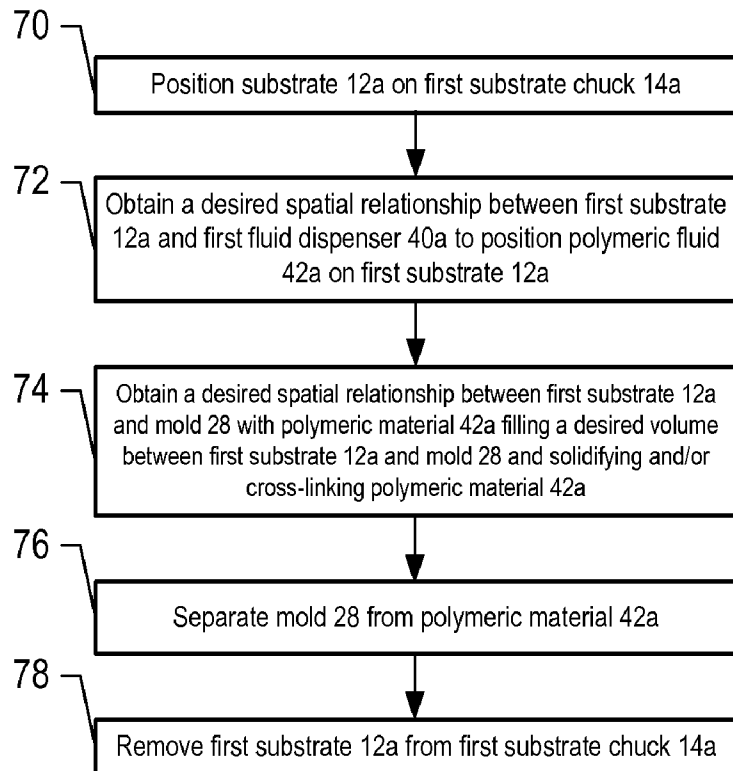 70
Position substrate 12a on first substrate chuck 14a
72
Obtain a desired spatial relationship between first substrate
12a and first fluid dispenser 40a to position polymeric fluid
42a on first substrate 12a
74
Obtain a desired spatial relationship between first substrate 12a
and mold 28 with polymeric material 42a filling a desired volume
between first substrate 12a and mold 28 and solidifying and/or
cross-linking polymeric material 42a
76
Separate mold 28 from polymeric material 42a
78
Remove first substrate 12a from first substrate chuck 14a